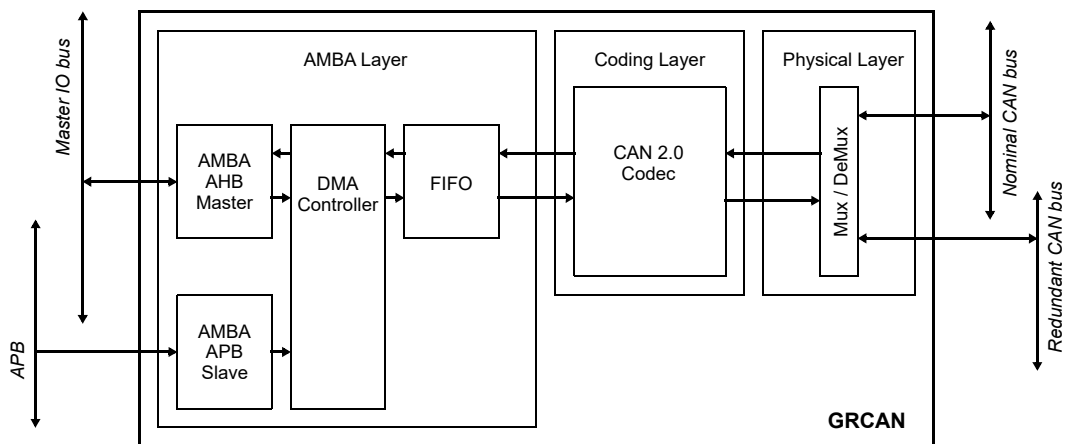 Master IO bus
APB
AMBA Layer
AMBA
AHB
Master
DMA
Controller
FIFO
AMBA
APB
Slave
Coding Layer
CAN 2.0
Codec
Physical Layer
Mux / DeMux
Nominal CAN bus
Redundant CAN bus
GRCAN